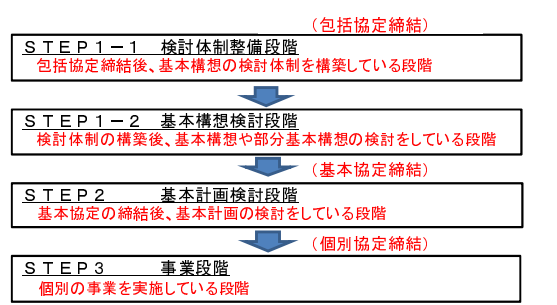 （包括協定締結）
ＳＴＥＰ１－１　検討体制整備段階
包括協定締結後、基本構想の検討体制を構築している段階
ＳＴＥＰ１－２　基本構想検討段階
検討体制の構築後、基本構想や部分基本構想の検討をしている段階
（基本協定締結）
ＳＴＥＰ２　　　基本計画検討段階
基本協定の締結後、基本計画の検討をしている段階
（個別協定締結）
ＳＴＥＰ３　　　事業段階
個別の事業を実施している段階